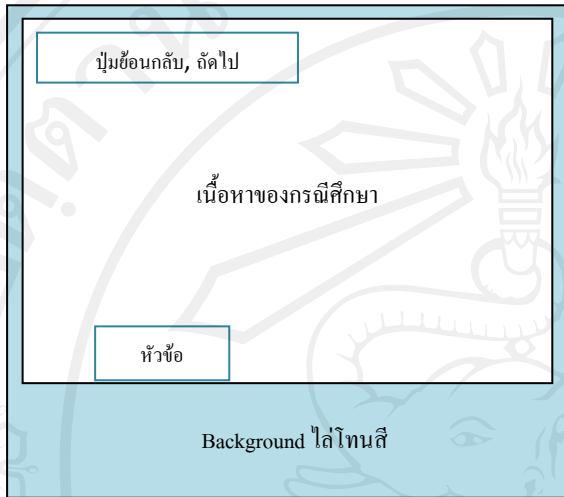 ปุ่มย้อนกลับ, ถัดไป
เนื้อหาของกรณีศึกษา
หัวข้อ
Background ไล่โทนสี